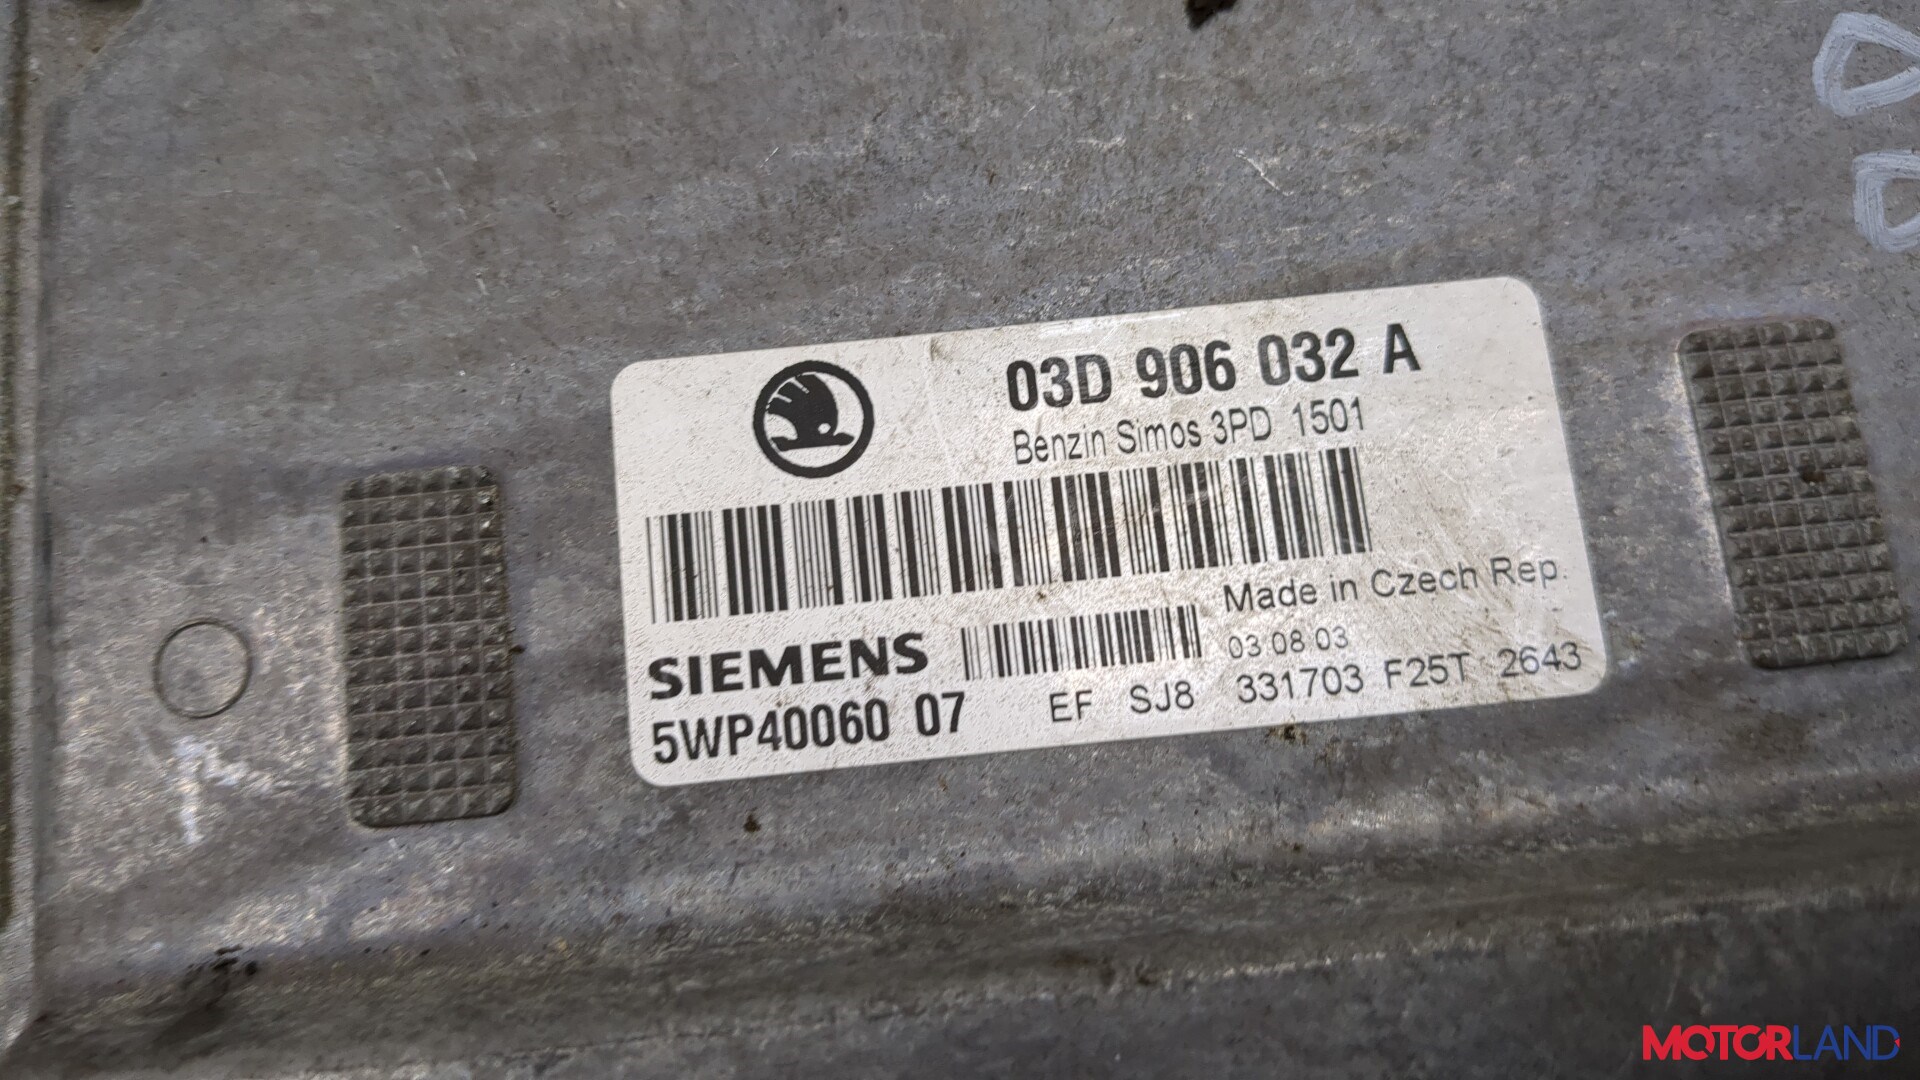 03D 906 032 A
Benzin Simos 3PD 1501
Made in Czech Rep.
SIEMENS
03 08 03
5WP40060 07 EF SJ8 331703 F25T 2643
MOTORLAND